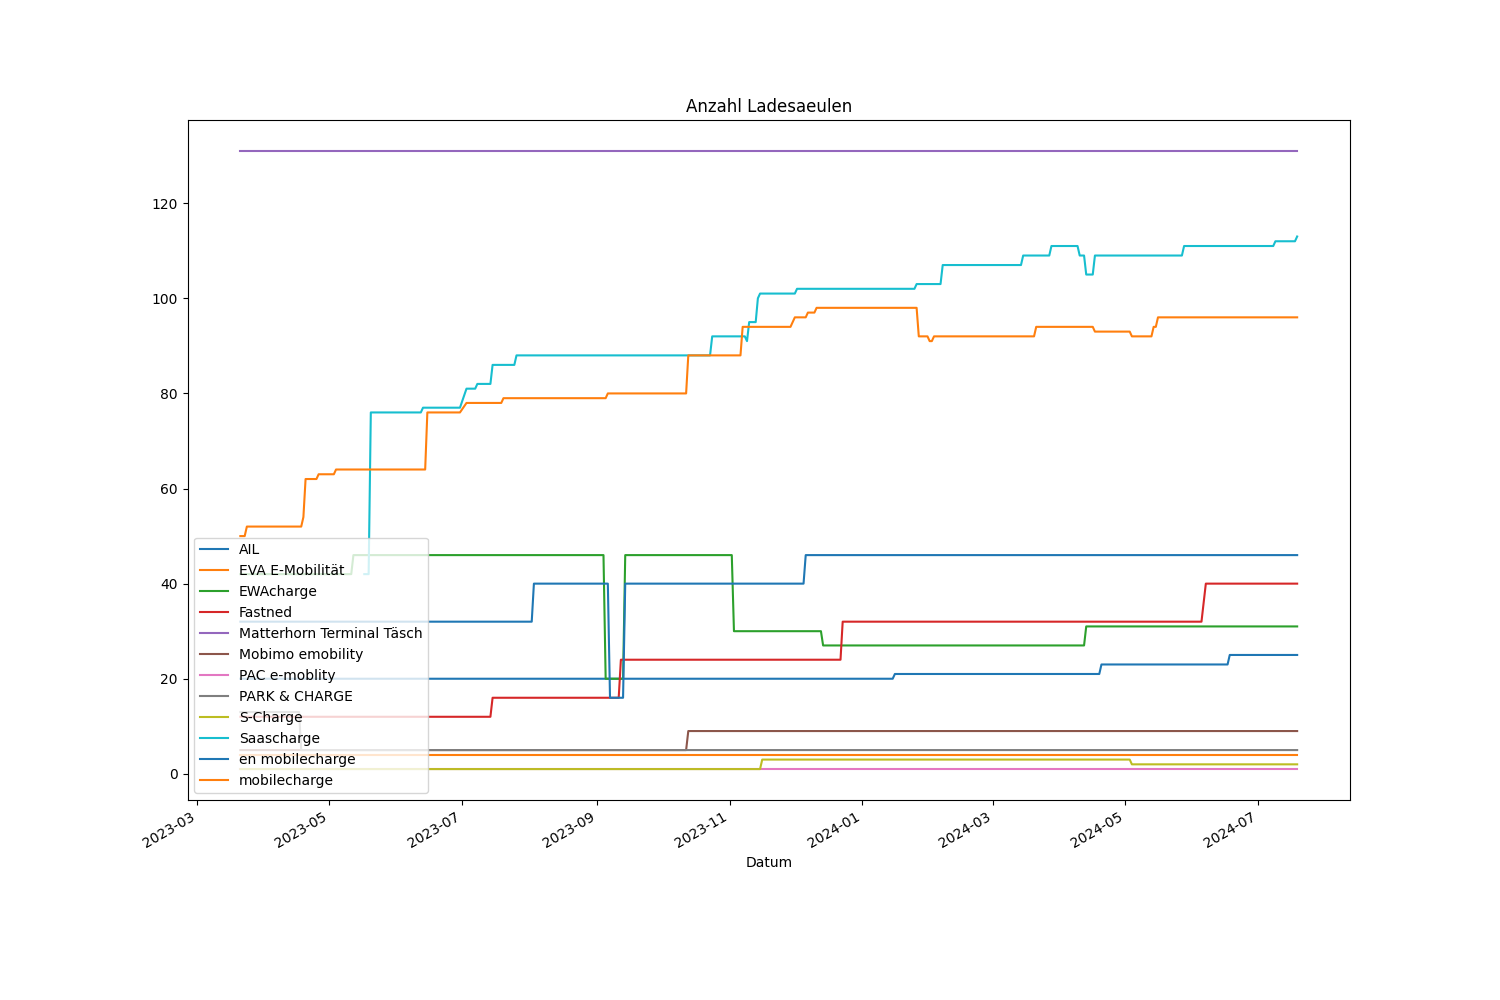 Anzahl Ladesaeulen
120
100
80
60
40
20
0
AIL
EVA E-Mobilität
EWAcharge
Fastned
Matterhorn Terminal Täsch
Mobimo emobility
PAC e-moblity
PARK & CHARGE
S-Charge
Saascharge
en mobilecharge
mobilecharge
2023-03
2023-05
2023-07
2023-09
2023-11
2024-01
2024-03
2024-05
2024-07
Datum